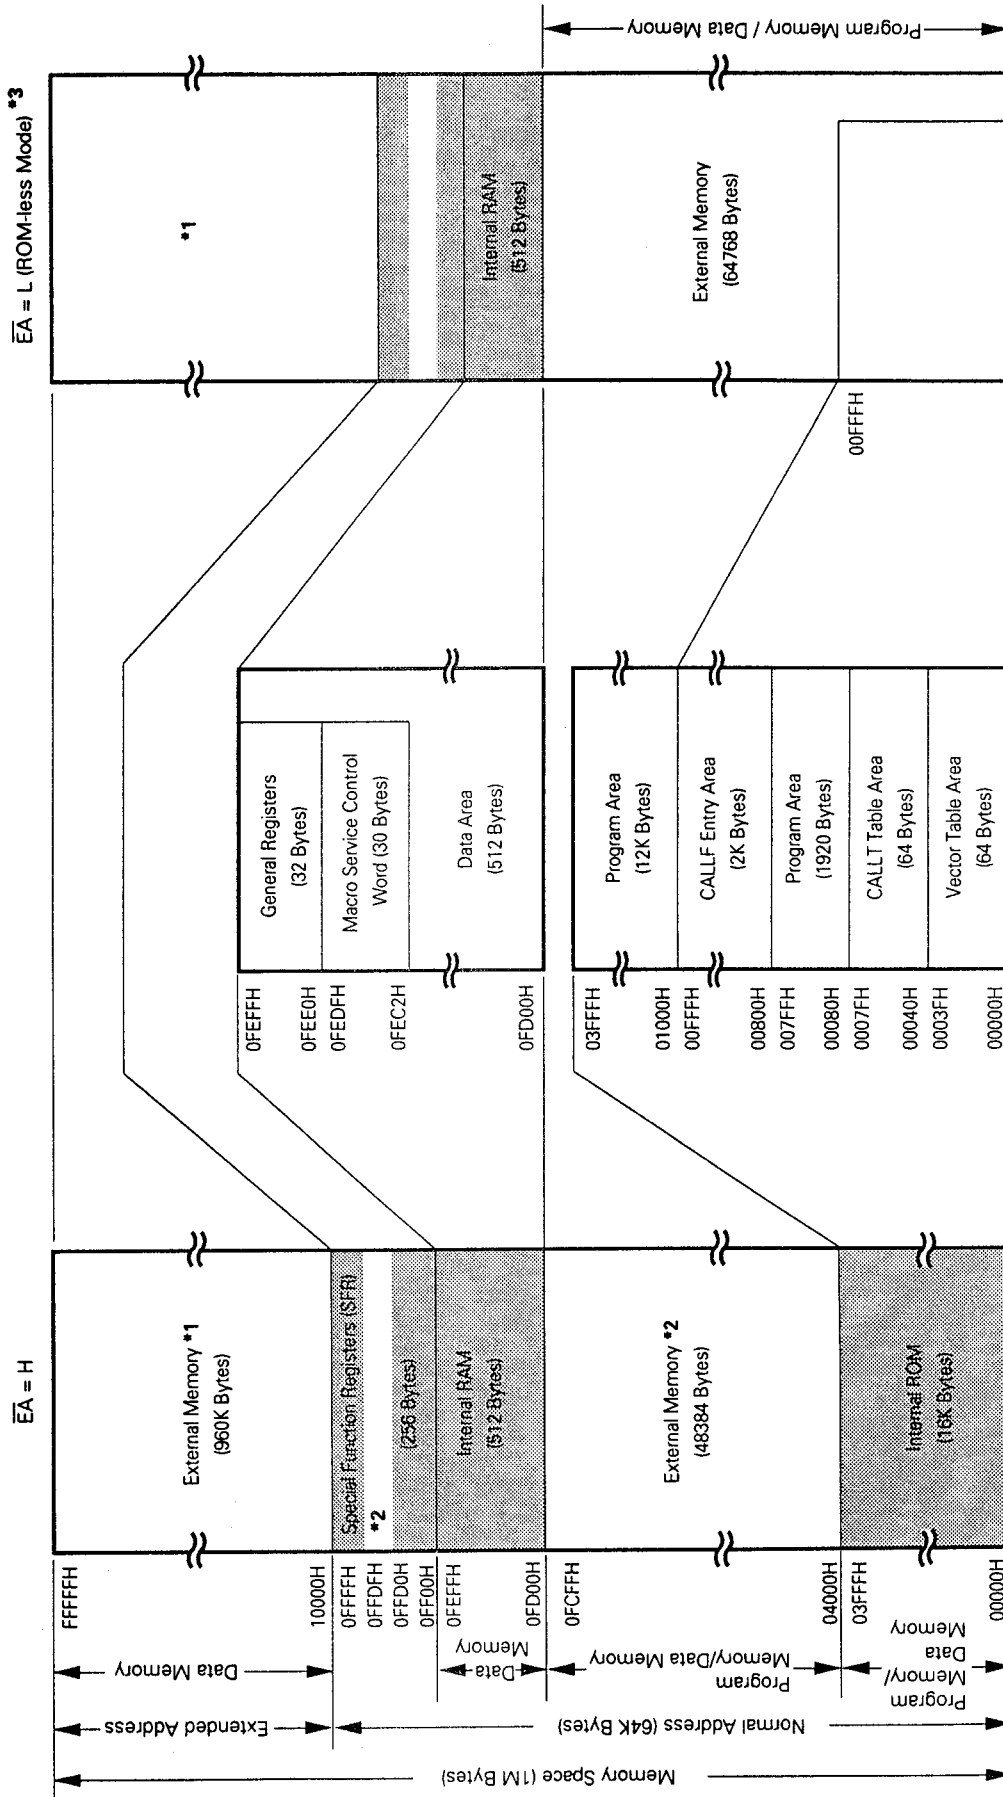 EA = H
EA = L (ROM-less Mode) *3
Memory Space (1M Bytes)
Extended Address
Normal Address (64K Bytes)
Data Memory
Data
Memory
Program
Memory/Data Memory
Program
Memory/
Data
Memory
FFFFFH
10000H
0FFFFH
0FFDFH
0FFD0H
0FF00H
0FEFFH
0FD00H
0FCFFH
04000H
03FFFH
00000H
External Memory *1
(960K Bytes)
Special Function Registers (SFR)
*2
(256 Bytes)
Internal RAM
(512 Bytes)
External Memory *2
(48384 Bytes)
Internal ROM
(16K Bytes)
0FEFFH
0FEE0H
0FEDFH
0FEC2H
0FD00H
General Registers
(32 Bytes)
Macro Service Control
Word (30 Bytes)
Data Area
(512 Bytes)
03FFFH
01000H
00FFFH
00800H
007FFH
00080H
0007FH
00040H
0003FH
00000H
Program Area
(12K Bytes)
CALLF Entry Area
(2K Bytes)
Program Area
(1920 Bytes)
CALLT Table Area
(64 Bytes)
Vector Table Area
(64 Bytes)
*1
Internal RAM
(512 Bytes)
External Memory
(64768 Bytes)
00FFFH
Program Memory / Data Memory